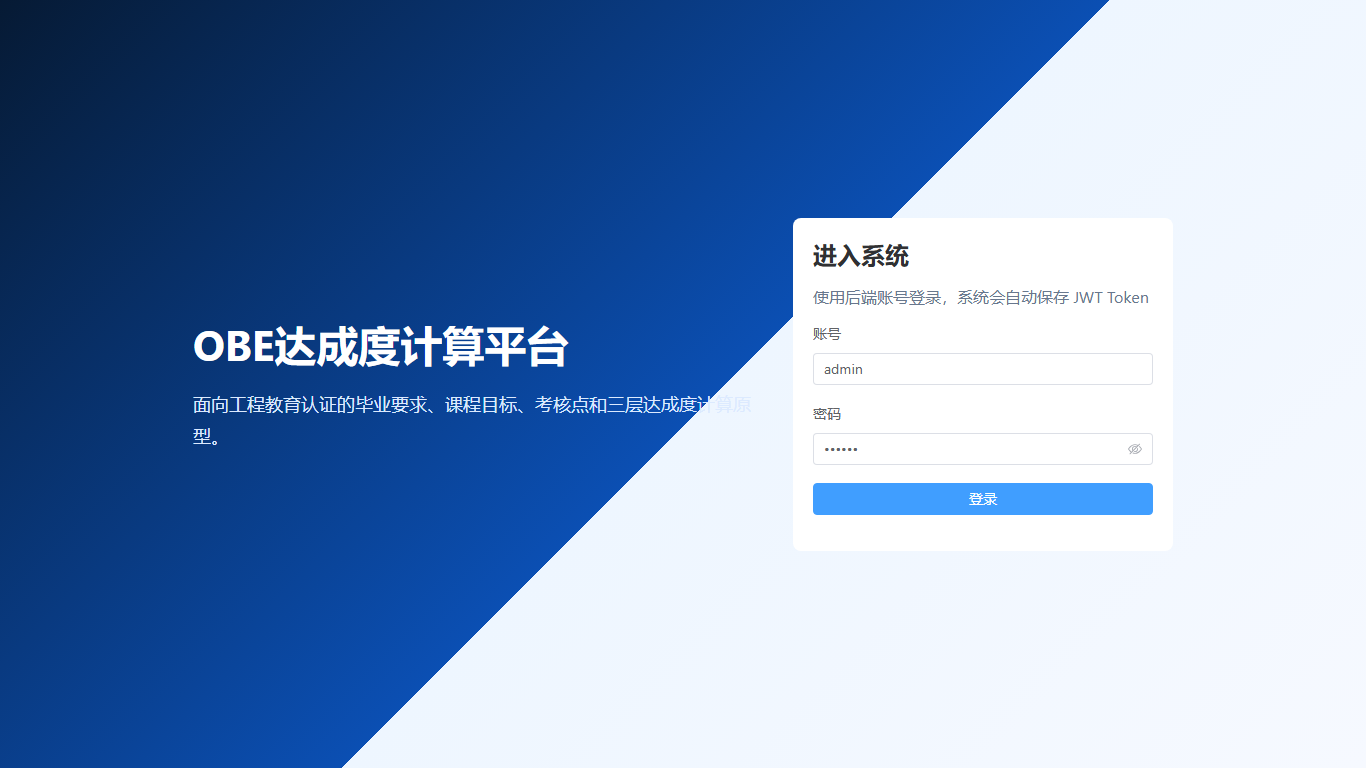 OBE达成度计算平台
面向工程教育认证的毕业要求、课程目标、考核点和三层达成度计算原
型。
进入系统
使用后端账号登录，系统会自动保存 JWT Token
账号
admin
密码
••••••
登录